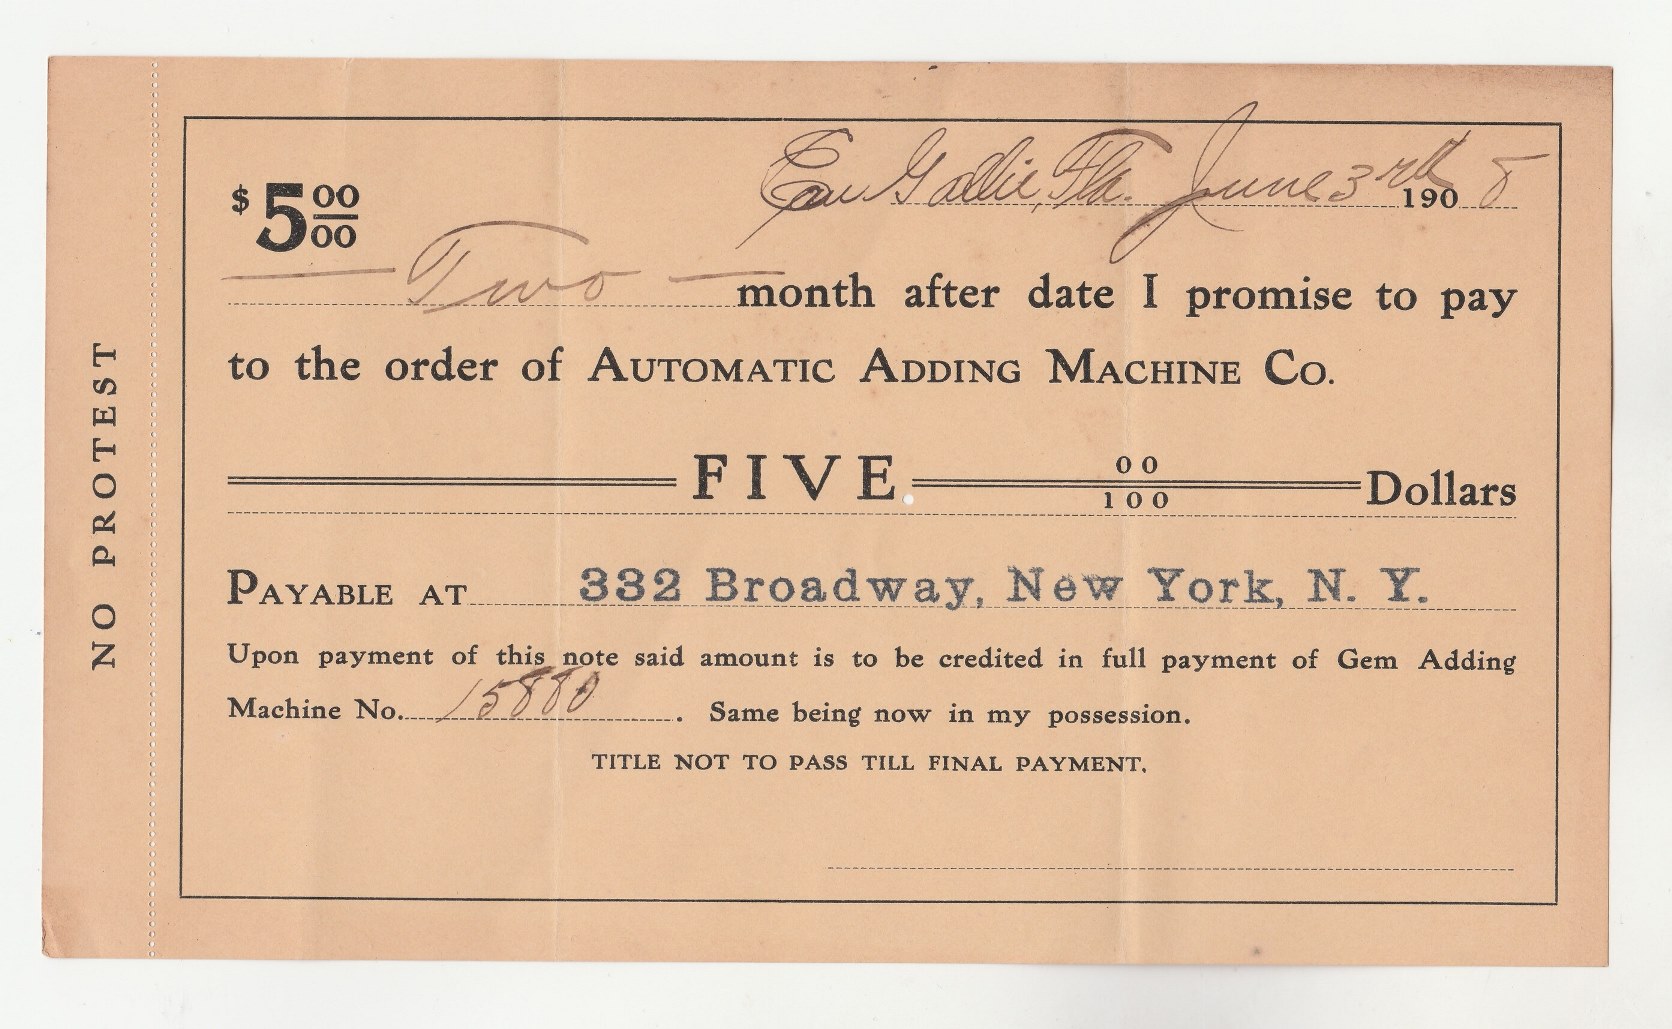 NO PROTEST
Eau Gallie, Fla. June 3rd 1908
$5 00/00
Two month after date I promise to pay
to the order of AUTOMATIC ADDING MACHINE CO.
FIVE 00/100 Dollars
PAYABLE AT 332 Broadway, New York, N. Y.
Upon payment of this note said amount is to be credited in full payment of Gem Adding
Machine No. 15880. Same being now in my possession.
TITLE NOT TO PASS TILL FINAL PAYMENT.